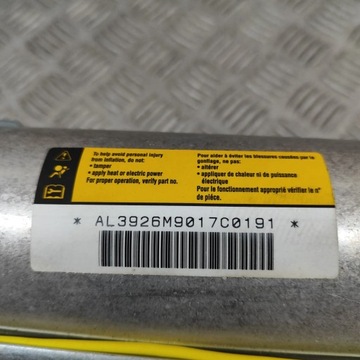 To help avoid personal injury
from inflation, do not:
• tamper
• apply heat or electric power
For proper operation, verify part no.
Pour aider à éviter les blessures causées par le
gonflage, ne pas:
• altérer
• appliquer de chaleur ni de puissance
électrique
Pour le fonctionnement approprié vérifier le n°
de pièce.
* AL3926M9017C0191 *